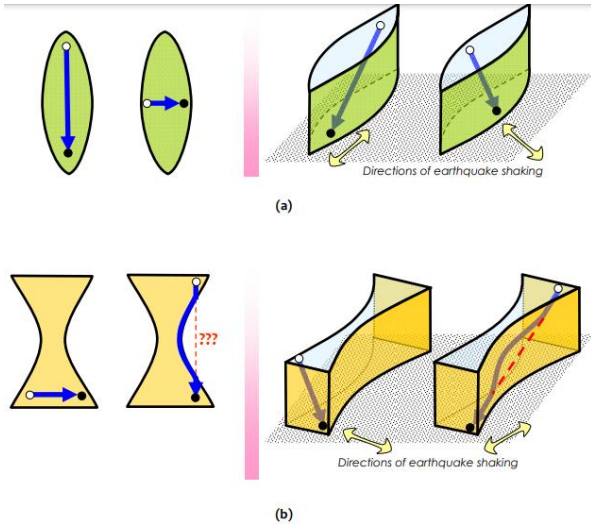 Directions of earthquake shaking
(a)
???
Directions of earthquake shaking
(b)